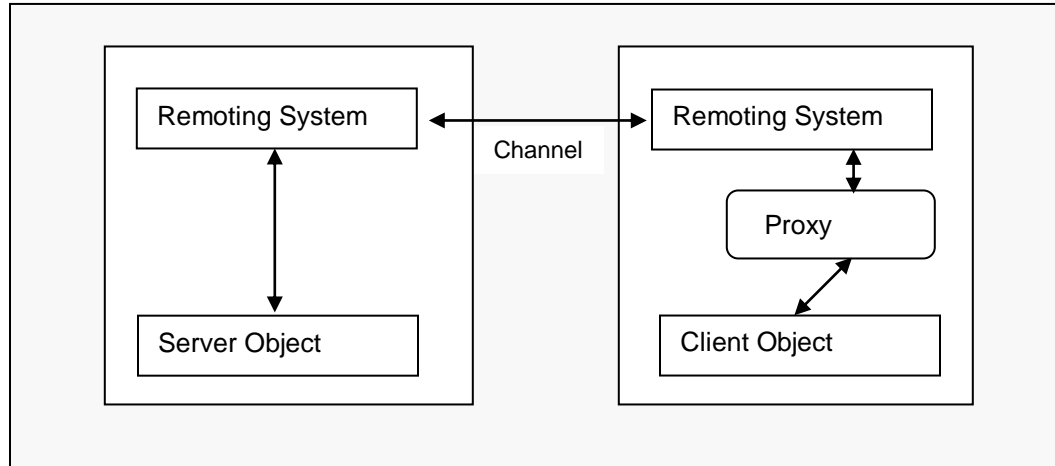 Remoting System
Remoting System
Channel
Proxy
Server Object
Client Object